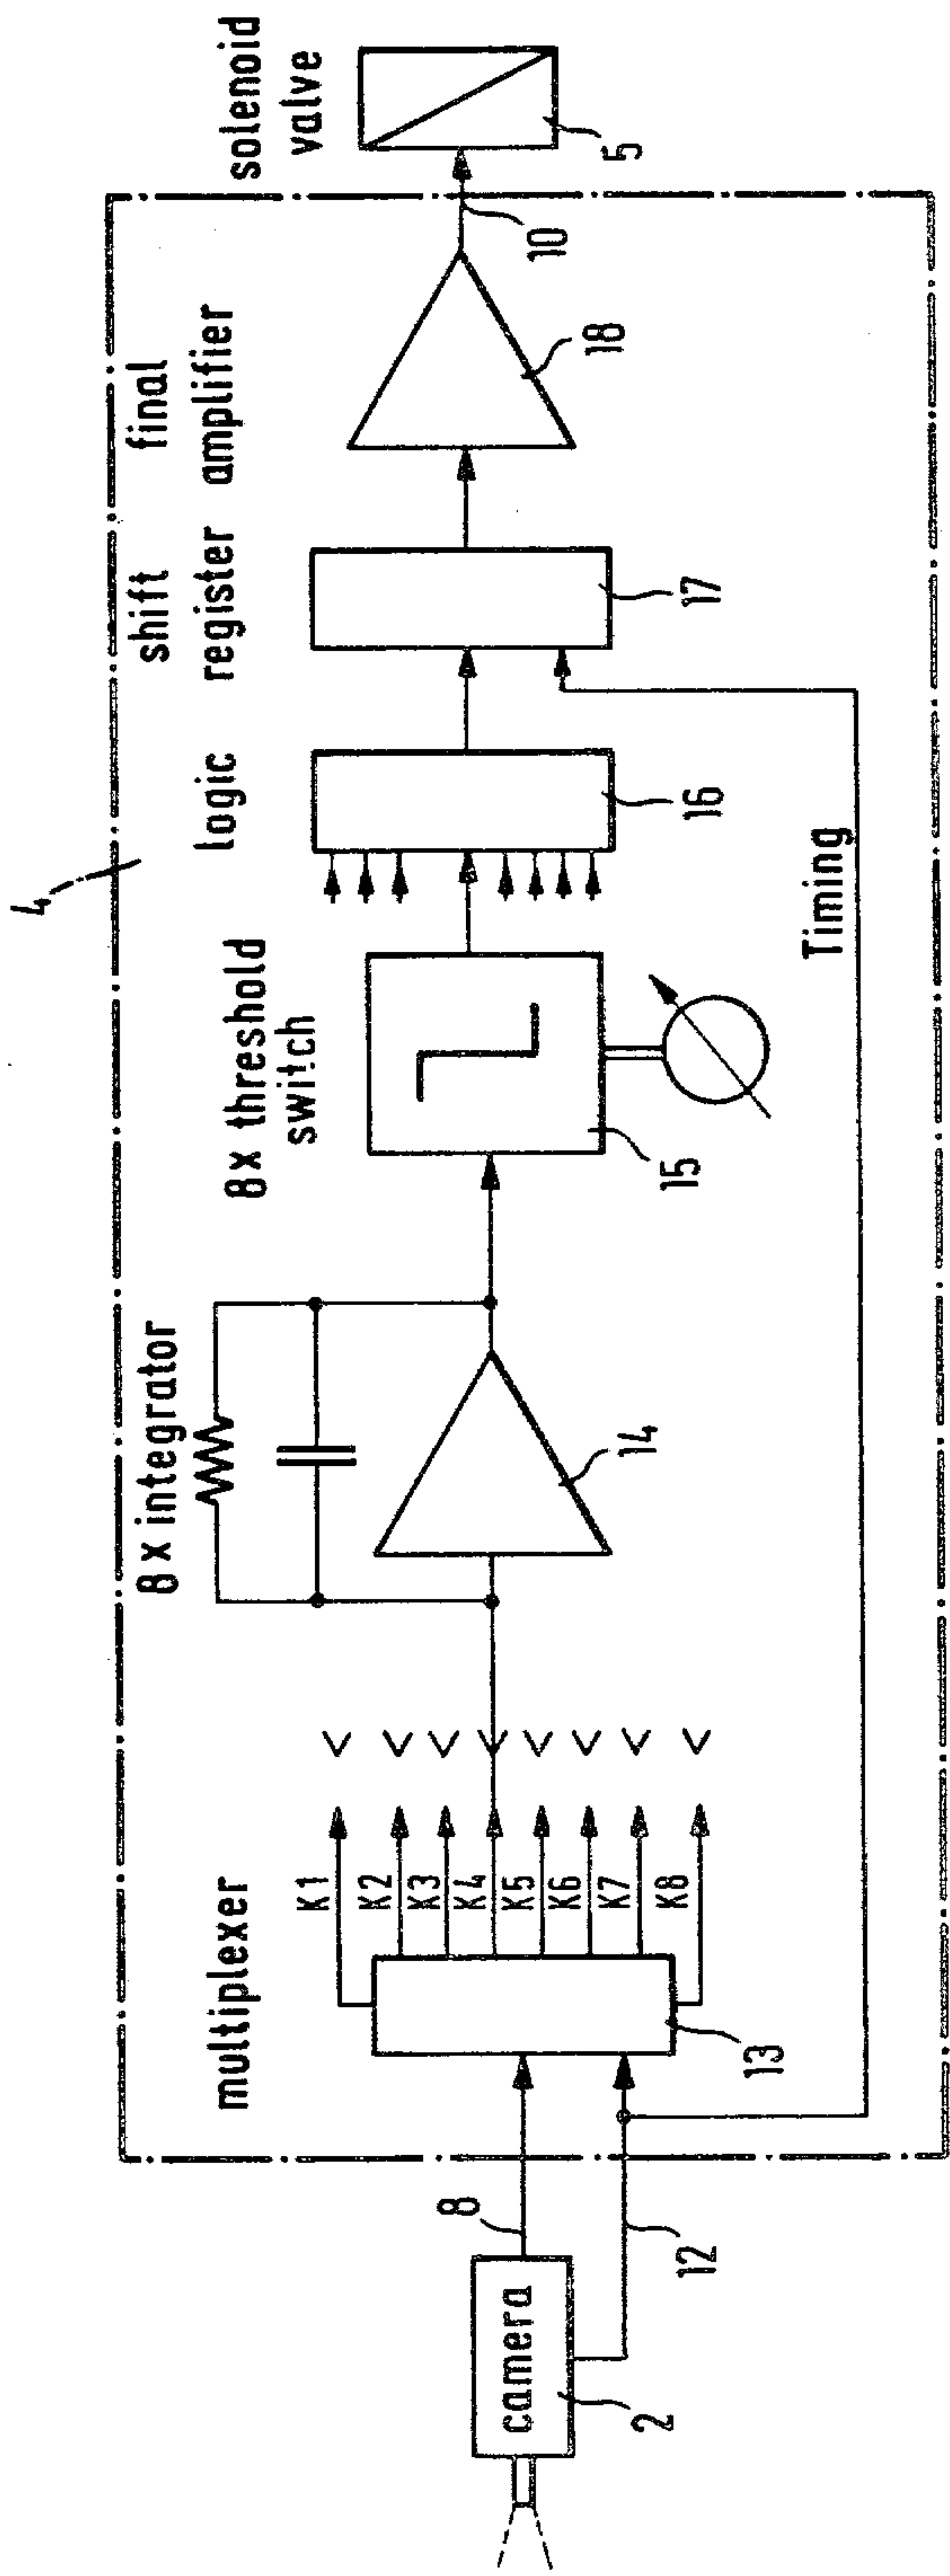 4
multiplexer
8 x integrator
8x threshold
switch
logic
shift
register
final
amplifier
solenoid
valve
K1
K2
K3
K4
K5
K6
K7
K8
8
camera
2
12
13
14
15
16
17
18
10
5
Timing